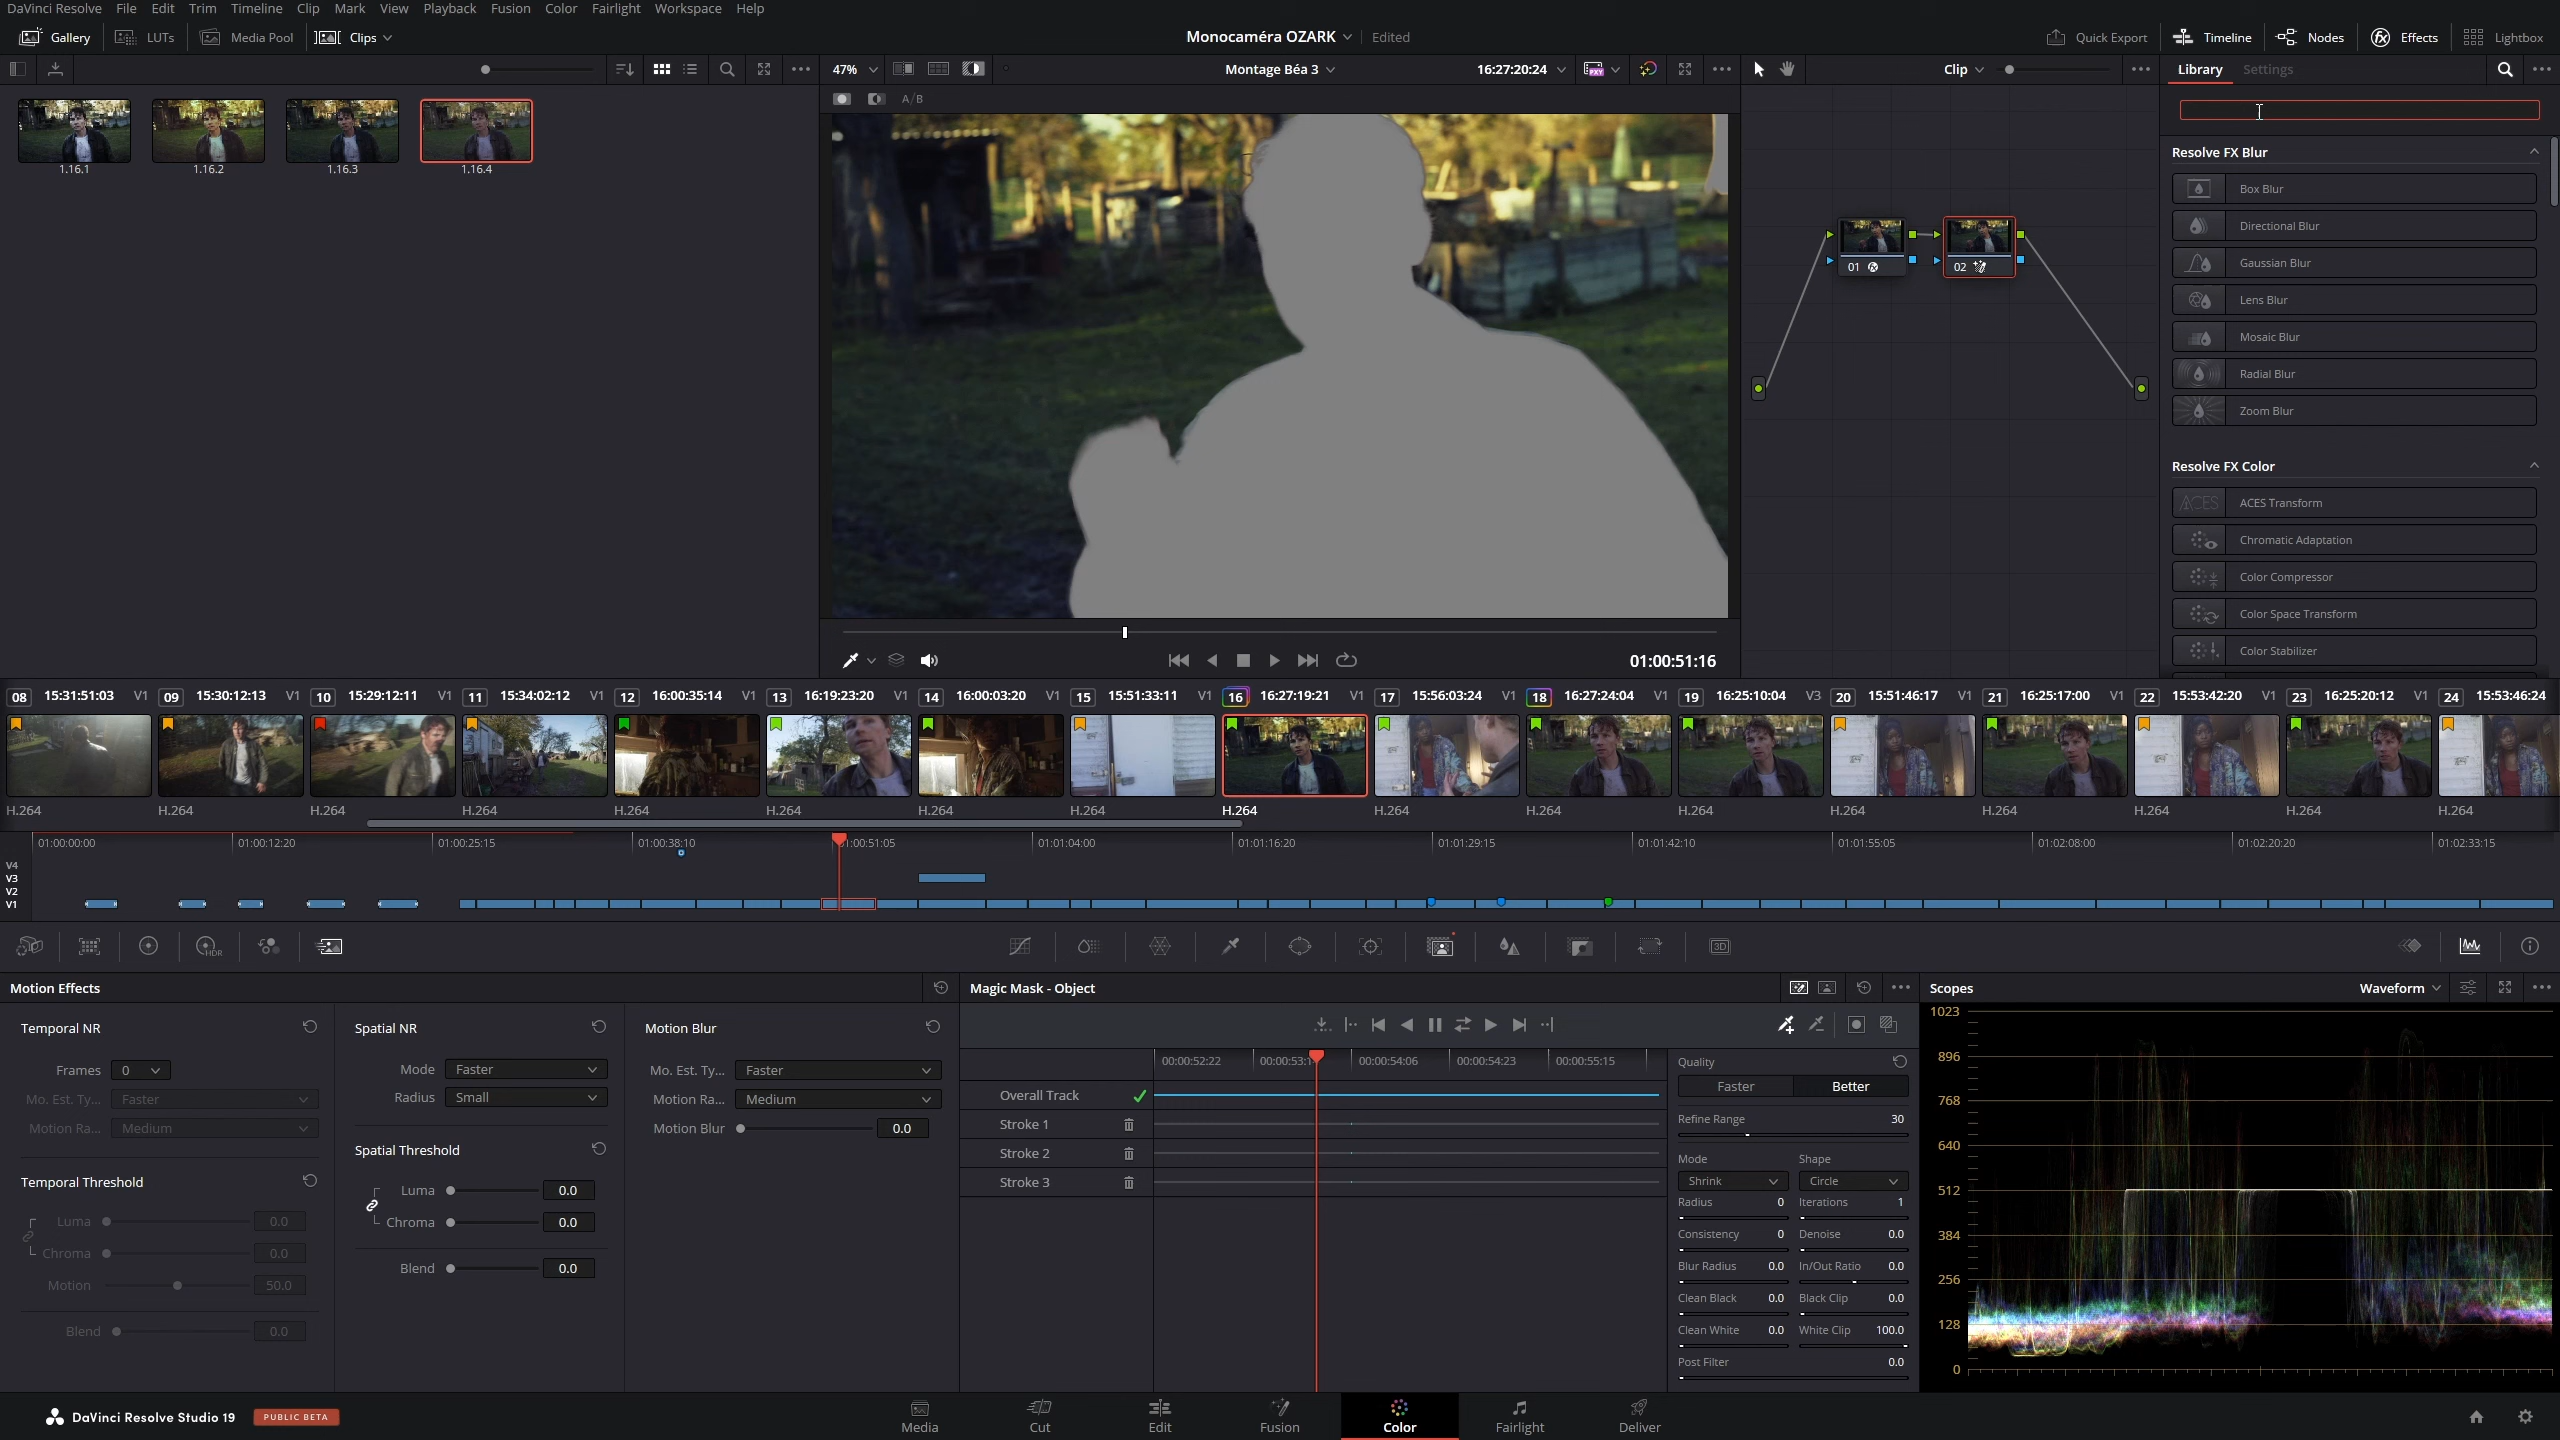 DaVinci Resolve File Edit Trim Timeline Clip Mark View Playback Fusion Color Fairlight Workspace Help
Gallery LUTs Media Pool Clips Monocaméra OZARK Edited Quick Export Timeline Nodes Effects Lightbox
47% Montage Béa 3 16:27:20:24 Clip Library Settings
A/B
1.16.1 1.16.2 1.16.3 1.16.4
01 02
Resolve FX Blur
Box Blur
Directional Blur
Gaussian Blur
Lens Blur
Mosaic Blur
Radial Blur
Zoom Blur
Resolve FX Color
ACES Transform
Chromatic Adaptation
Color Compressor
Color Space Transform
Color Stabilizer
01:00:51:16
08 15:31:51:03 V1 09 15:30:12:13 V1 10 15:29:12:11 V1 11 15:34:02:12 V1 12 16:00:35:14 V1 13 16:19:23:20 V1 14 16:00:03:20 V1 15 15:51:33:11 V1 16 16:27:19:21 V1 17 15:56:03:24 V1 18 16:27:24:04 V1 19 16:25:10:04 V3 20 15:51:46:17 V1 21 16:25:17:00 V1 22 15:53:42:20 V1 23 16:25:20:12 V1 24 15:53:46:24
H.264 H.264 H.264 H.264 H.264 H.264 H.264 H.264 H.264 H.264 H.264 H.264 H.264 H.264 H.264 H.264 H.264
01:00:00:00 01:00:12:20 01:00:25:15 01:00:38:10 01:00:51:05 01:01:04:00 01:01:16:20 01:01:29:15 01:01:42:10 01:01:55:05 01:02:08:00 01:02:20:20 01:02:33:15
V4
V3
V2
V1
HDR 3D
Motion Effects
Temporal NR
Frames 0
Mo. Est. Ty... Faster
Motion Ra... Medium
Temporal Threshold
Luma 0.0
Chroma 0.0
Motion 50.0
Blend 0.0
Spatial NR
Mode Faster
Radius Small
Spatial Threshold
Luma 0.0
Chroma 0.0
Blend 0.0
Motion Blur
Mo. Est. Ty... Faster
Motion Ra... Medium
Motion Blur 0.0
Magic Mask - Object
00:00:52:22 00:00:53:1 00:00:54:06 00:00:54:23 00:00:55:15
Overall Track
Stroke 1
Stroke 2
Stroke 3
Quality
Faster Better
Refine Range 30
Mode Shape
Shrink Circle
Radius 0 Iterations 1
Consistency 0 Denoise 0.0
Blur Radius 0.0 In/Out Ratio 0.0
Clean Black 0.0 Black Clip 0.0
Clean White 0.0 White Clip 100.0
Post Filter 0.0
Scopes Waveform
1023
896
768
640
512
384
256
128
0
DaVinci Resolve Studio 19 PUBLIC BETA
Media Cut Edit Fusion Color Fairlight Deliver